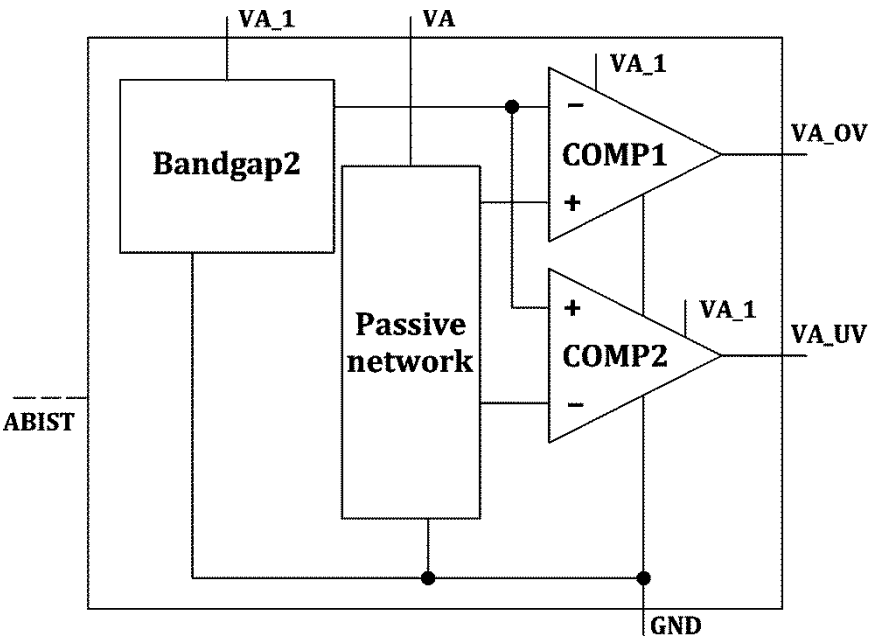 VA_1
VA
VA_1
Bandgap2
−
COMP1
+
VA_OV
Passive
network
+
COMP2
−
VA_1
VA_UV
ABIST
GND